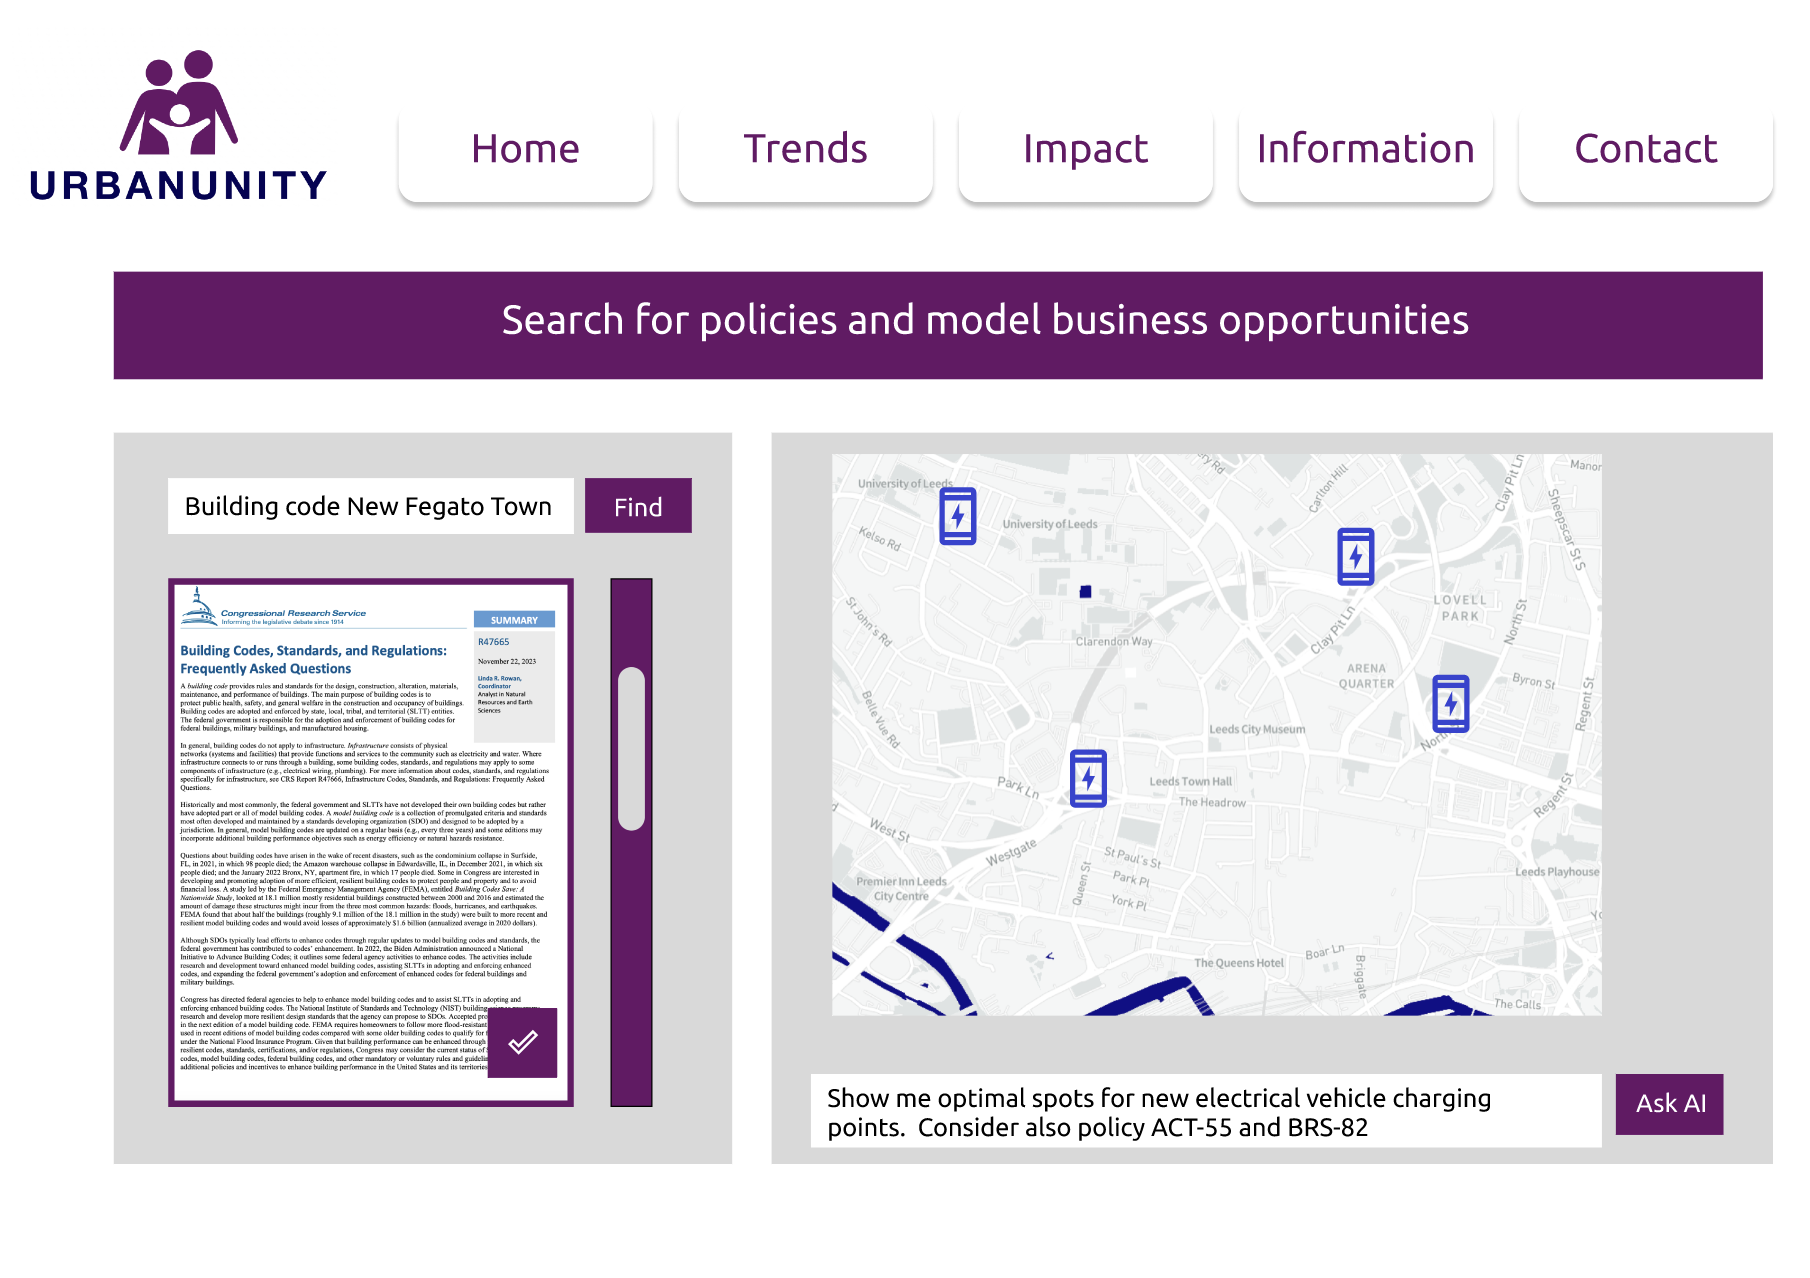 URBANUNITY
Home
Trends
Impact
Information
Contact
Search for policies and model business opportunities
Building code New Fegato Town
Find
Congressional Research Service
Informing the legislative debate since 1914
SUMMARY
Building Codes, Standards, and Regulations:
Frequently Asked Questions
R47665
November 22, 2023
Linda R. Rowan,
Coordinator
Analyst in Natural
Resources and Earth
Sciences
A building code provides rules and standards for the design, construction, alteration, materials,
maintenance, and performance of buildings. The main purpose of building codes is to
protect public health, safety, and general welfare in the construction and occupancy of buildings.
Building codes are adopted and enforced by state, local, tribal, and territorial (SLTT) entities.
The federal government is responsible for the adoption and enforcement of building codes for
federal buildings, military buildings, and manufactured housing.
In general, building codes do not apply to infrastructure. Infrastructure consists of physical
networks (systems and facilities) that provide functions and services to the community such as electricity and water. Where
infrastructure connects to or runs through a building, some building codes, standards, and regulations may apply to some
components of infrastructure (e.g., electrical wiring, plumbing). For more information about codes, standards, and regulations
specifically for infrastructure, see CRS Report R47666, Infrastructure Codes, Standards, and Regulations: Frequently Asked
Questions.
Historically and most commonly, the federal government and SLTTs have not developed their own building codes but rather
have adopted part or all of model building codes. A model building code is a collection of promulgated criteria and standards
most often developed and maintained by a standards developing organization (SDO) and designed to be adopted by a
jurisdiction. In general, model building codes are updated on a regular basis (e.g., every three years) and some editions may
incorporate additional building performance objectives such as energy efficiency or natural hazards resistance.
Questions about building codes have arisen in the wake of recent disasters, such as the condominium collapse in Surfside,
FL, in 2021, in which 98 people died; the Amazon warehouse collapse in Edwardsville, IL, in December 2021, in which six
people died; and the January 2022 Bronx, NY, apartment fire, in which 17 people died. Some in Congress are interested in
developing and promoting adoption of more efficient, resilient building codes to protect people and property and to avoid
financial loss. A study led by the Federal Emergency Management Agency (FEMA), entitled Building Codes Save: A
Nationwide Study, looked at 18.1 million mostly residential buildings constructed between 2000 and 2016 and estimated the
amount of damage those structures might incur from the three most common hazards: floods, hurricanes, and earthquakes.
FEMA found that about half the buildings (roughly 9.1 million of the 18.1 million in the study) were built to more recent and
resilient model building codes and would avoid losses of approximately $1.6 billion (annualized average in 2020 dollars).
Although SDOs typically lead efforts to enhance codes through regular updates to model building codes and standards, the
federal government has contributed to codes' enhancement. In 2022, the Biden Administration announced a National
Initiative to Advance Building Codes; it outlines some federal agency activities to enhance codes. The activities include
research and development toward enhanced model building codes, assisting SLTTs in adopting and enforcing enhanced
codes, and expanding the federal government's adoption and enforcement of enhanced codes for federal buildings and
military buildings.
Congress has directed federal agencies to help to enhance model building codes and to assist SLTTs in adopting and
enforcing enhanced building codes. The National Institute of Standards and Technology (NIST) building
research and develop more resilient design standards that the agency can propose to SDOs. Accepted
in the next edition of a model building code. FEMA requires homeowners to follow more flood-resistant
used in recent editions of model building codes compared with some older building codes to qualify for
under the National Flood Insurance Program. Given that building performance can be enhanced through
resilient codes, standards, certifications, and/or regulations, Congress may consider the current status of
codes, model building codes, federal building codes, and other mandatory or voluntary rules and
additional policies and incentives to enhance building performance in the United States and its territories
University of Leeds
University of Leeds
Kelso Rd
Carlton Hill
Clay Pit Ln
Manor
Sheepscar St S
St John's Rd
Clarendon Way
Clay Pit Ln
LOVELL
PARK
North St
ARENA
QUARTER
Byron St
Regent St
Belle Vue Rd
Leeds City Museum
Park Ln
Leeds Town Hall
The Headrow
Regent St
West St
Westgate
St Paul's St
Park Pl
York Pl
Queen St
Leeds Playhouse
Premier Inn Leeds
City Centre
The Queens Hotel
Boar Ln
Briggate
The Calls
Show me optimal spots for new electrical vehicle charging
points. Consider also policy ACT-55 and BRS-82
Ask AI